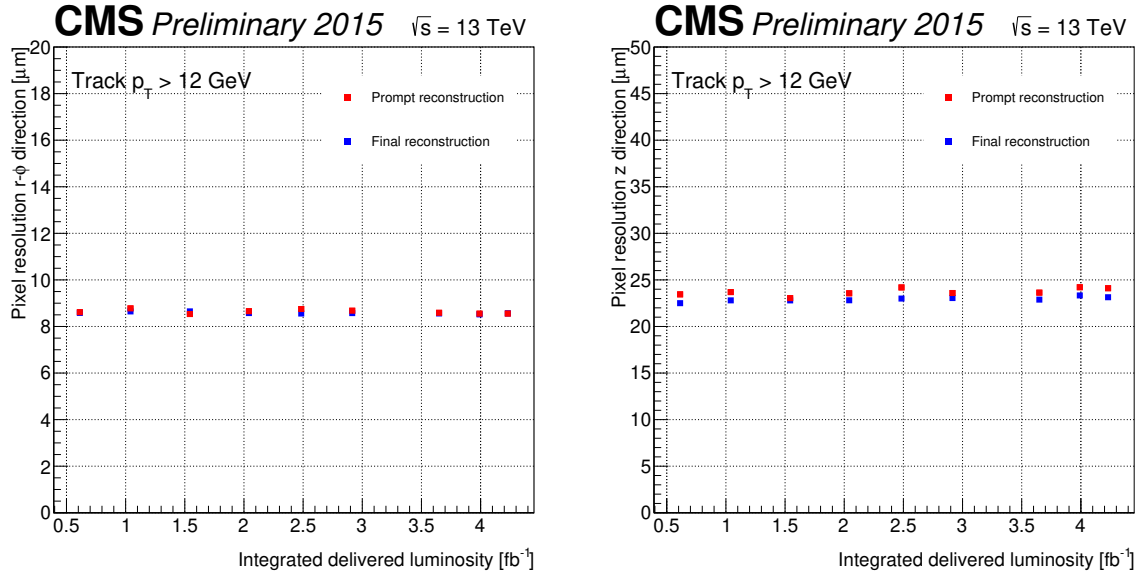 CMS Preliminary 2015 √s = 13 TeV
Pixel resolution r-ϕ direction [μm]
20
18
16
14
12
10
8
6
4
2
0
Track p_T > 12 GeV
Prompt reconstruction
Final reconstruction
0.5 1 1.5 2 2.5 3 3.5 4
Integrated delivered luminosity [fb⁻¹]
CMS Preliminary 2015 √s = 13 TeV
Pixel resolution z direction [μm]
50
45
40
35
30
25
20
15
10
5
0
Track p_T > 12 GeV
Prompt reconstruction
Final reconstruction
0.5 1 1.5 2 2.5 3 3.5 4
Integrated delivered luminosity [fb⁻¹]